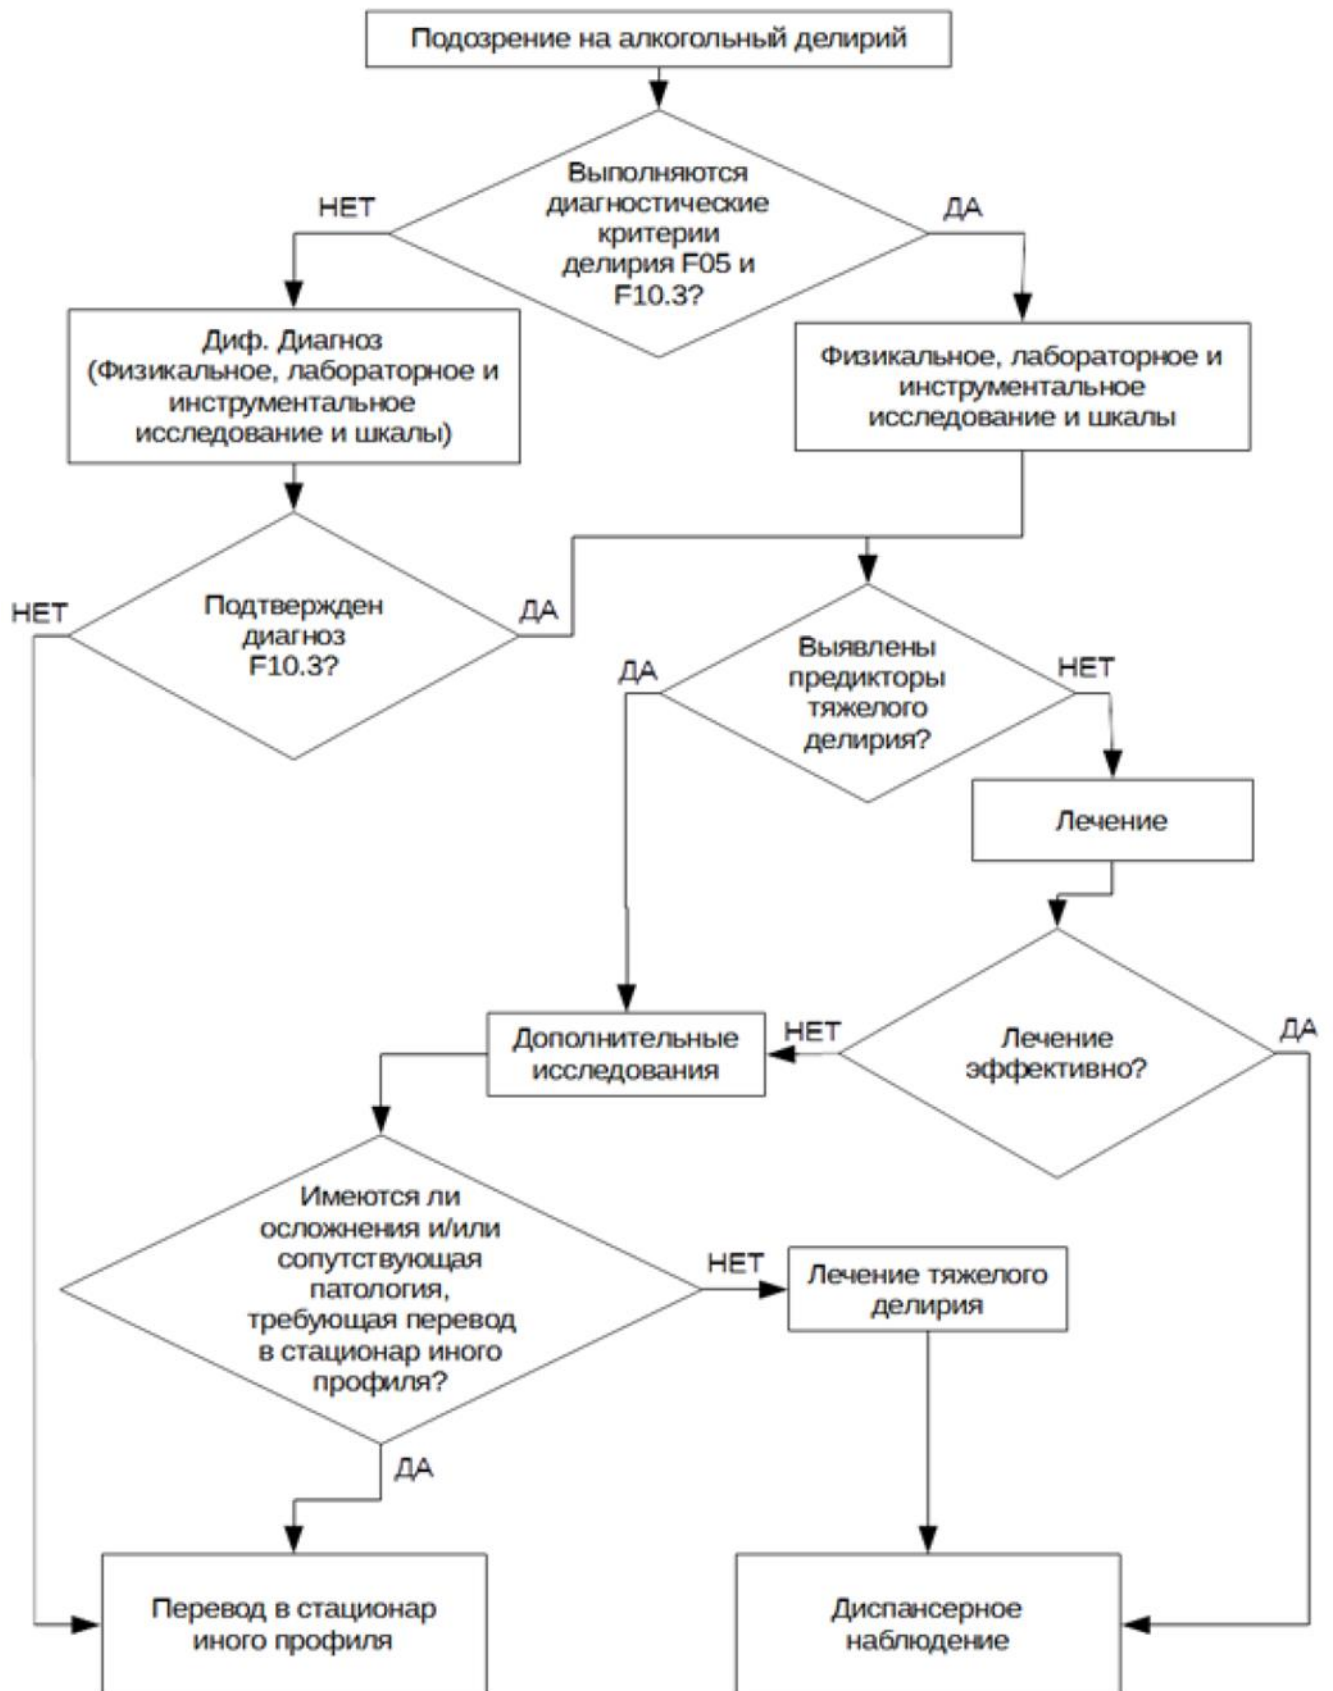 Подозрение на алкогольный делирий
Выполняются
диагностические
критерии
делирия F05 и
F10.3?
НЕТ
ДА
Диф. Диагноз
(Физикальное, лабораторное и
инструментальное
исследование и шкалы)
Физикальное, лабораторное и
инструментальное
исследование и шкалы
Подтвержден
диагноз
F10.3?
НЕТ
ДА
Выявлены
предикторы
тяжелого
делирия?
ДА
НЕТ
Лечение
Лечение
эффективно?
НЕТ
ДА
Дополнительные
исследования
Имеются ли
осложнения и/или
сопутствующая
патология,
требующая перевод
в стационар иного
профиля?
НЕТ
ДА
Лечение тяжелого
делирия
Перевод в стационар
иного профиля
Диспансерное
наблюдение